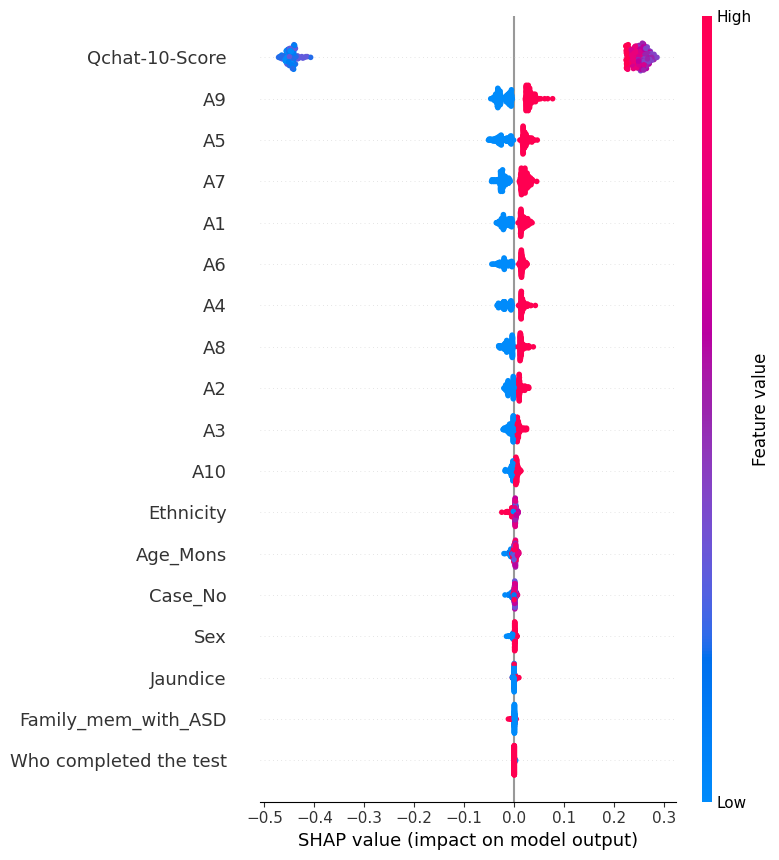 High
Qchat-10-Score
A9
A5
A7
A1
A6
A4
A8
A2
A3
A10
Ethnicity
Age_Mons
Case_No
Sex
Jaundice
Family_mem_with_ASD
Who completed the test
Feature value
Low
−0.5 −0.4 −0.3 −0.2 −0.1 0.0 0.1 0.2 0.3
SHAP value (impact on model output)